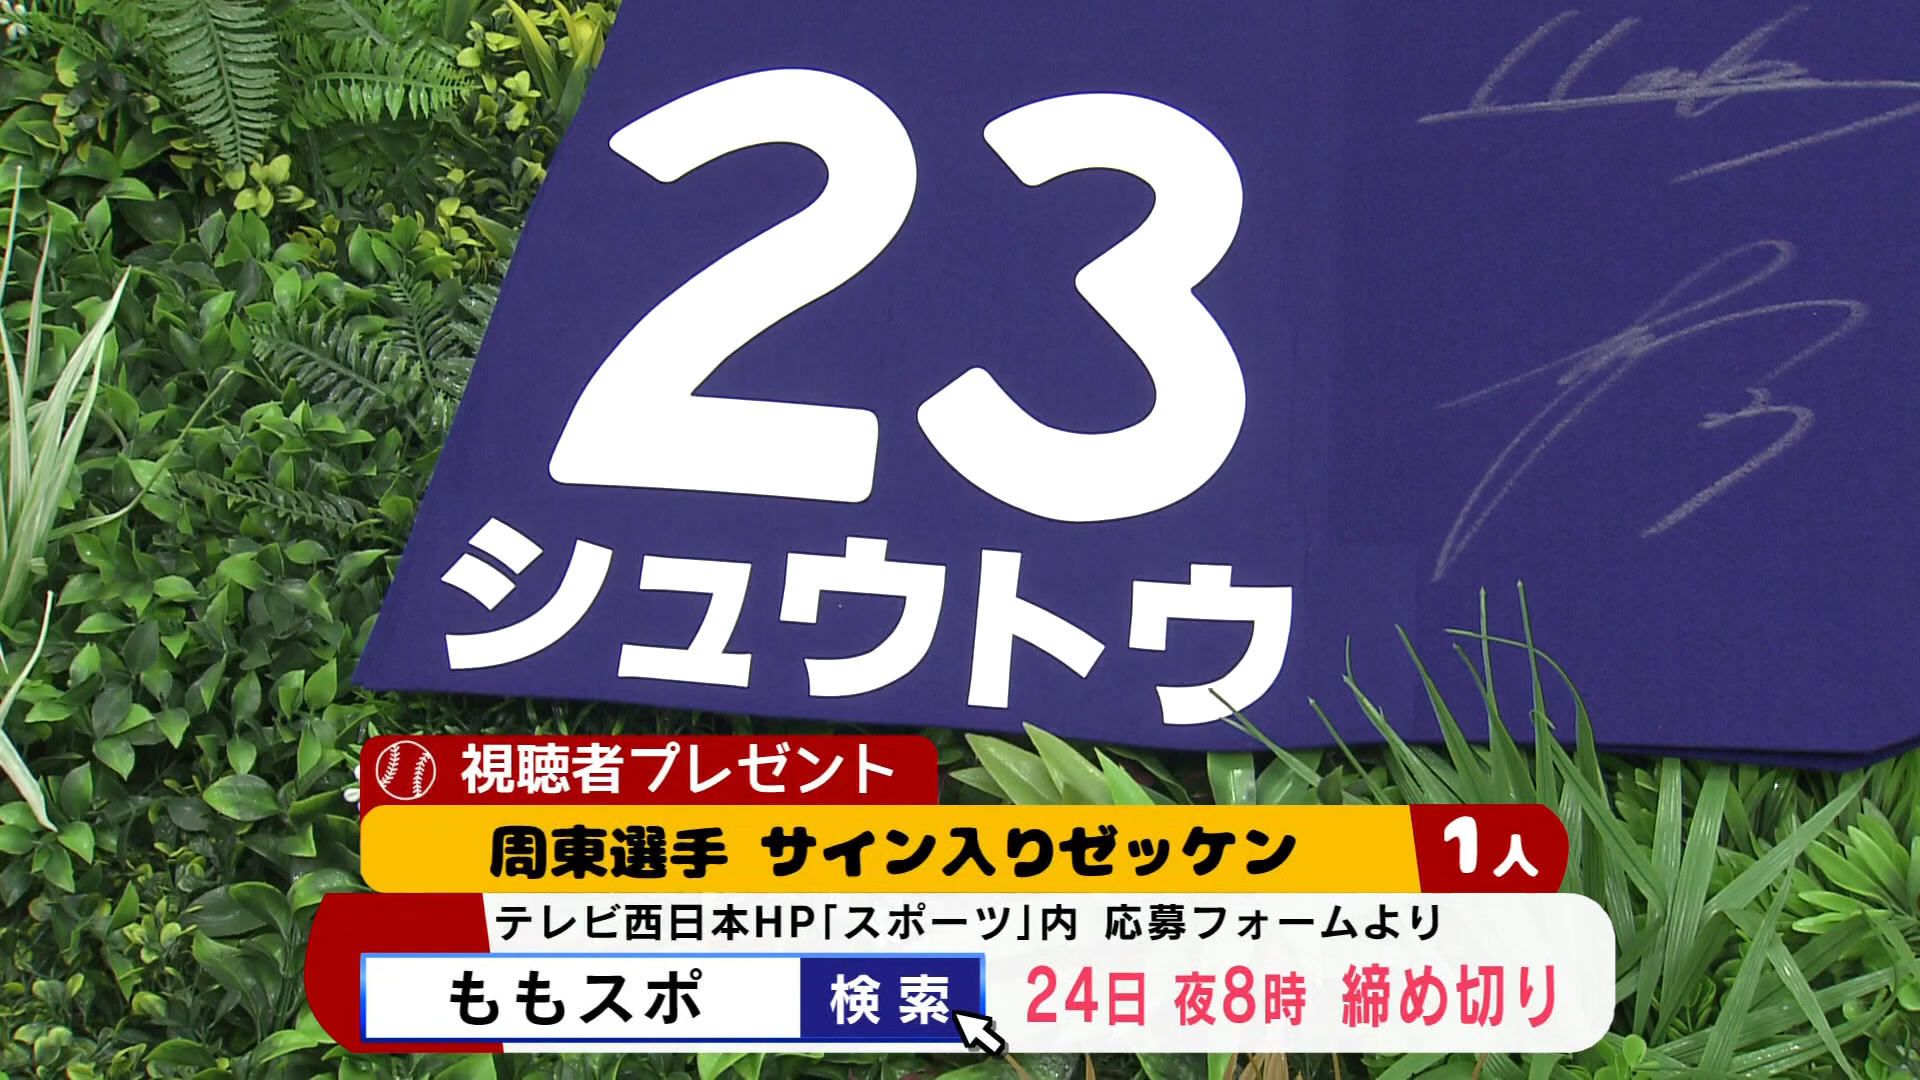 23
シュウトウ
視聴者プレゼント
周東選手 サイン入りゼッケン 1人
テレビ西日本HP「スポーツ」内 応募フォームより
ももスポ 検索 24日 夜8時 締め切り